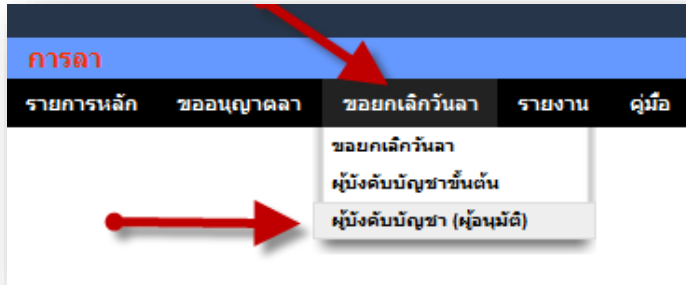 การลา
รายการหลัก ขออนุญาตลา ขอยกเลิกวันลา รายงาน คู่มือ
ขอยกเลิกวันลา
ผู้บังคับบัญชาขั้นต้น
ผู้บังคับบัญชา (ผู้อนุมัติ)